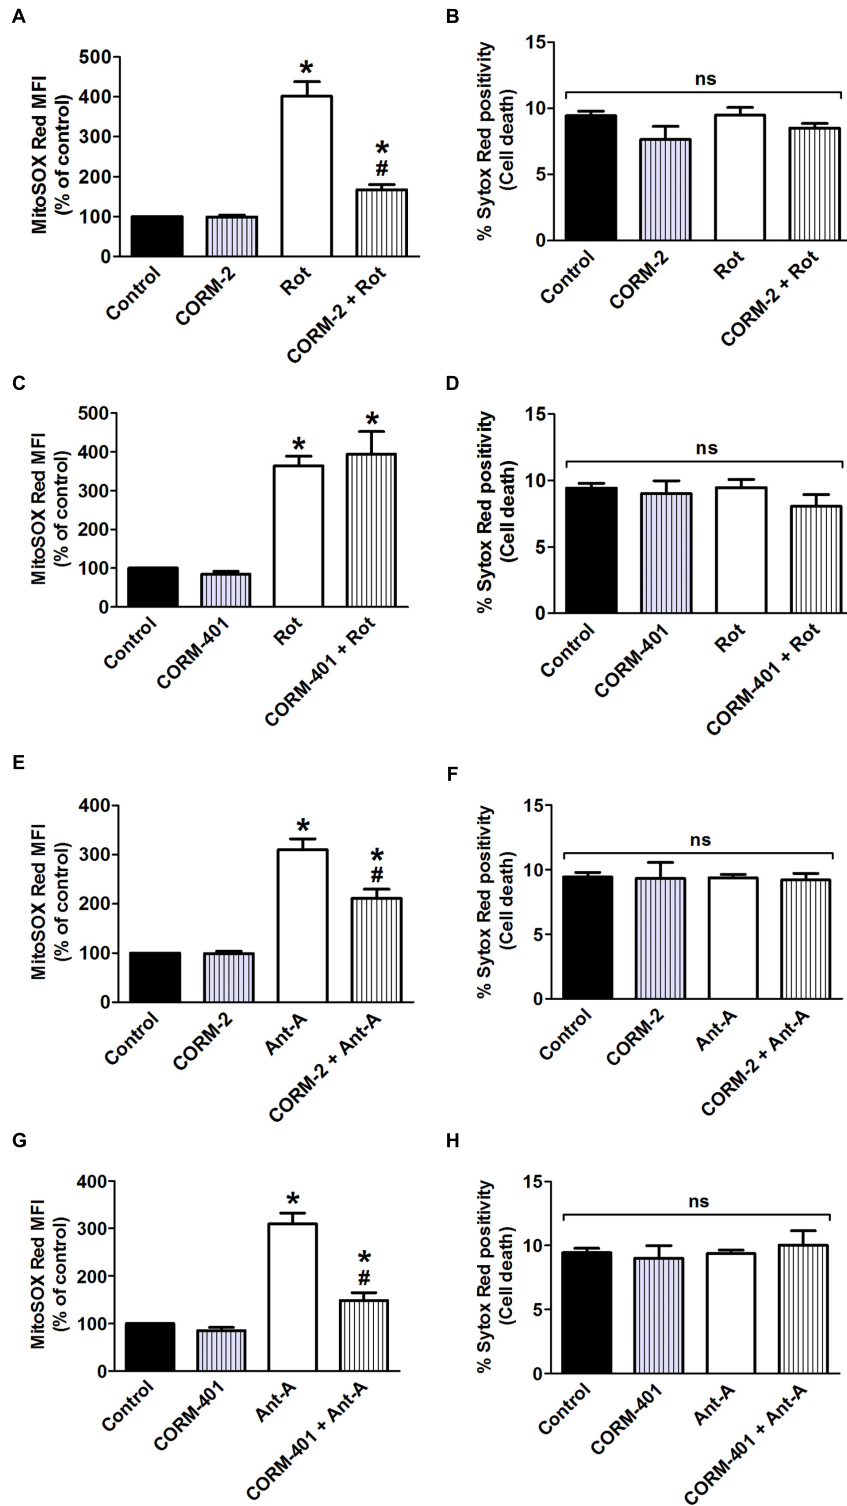 A
MitoSOX Red MFI
(% of control)
500
400
300
200
100
0
*
*
#
Control
CORM-2
Rot
CORM-2 + Rot
B
% Sytox Red positivity
(Cell death)
15
10
5
0
ns
Control
CORM-2
Rot
CORM-2 + Rot
C
MitoSOX Red MFI
(% of control)
500
400
300
200
100
0
*
*
Control
CORM-401
Rot
CORM-401 + Rot
D
% Sytox Red positivity
(Cell death)
15
10
5
0
ns
Control
CORM-401
Rot
CORM-401 + Rot
E
MitoSOX Red MFI
(% of control)
400
300
200
100
0
*
*
#
Control
CORM-2
Ant-A
CORM-2 + Ant-A
F
% Sytox Red positivity
(Cell death)
15
10
5
0
ns
Control
CORM-2
Ant-A
CORM-2 + Ant-A
G
MitoSOX Red MFI
(% of control)
400
300
200
100
0
*
*
#
Control
CORM-401
Ant-A
CORM-401 + Ant-A
H
% Sytox Red positivity
(Cell death)
15
10
5
0
ns
Control
CORM-401
Ant-A
CORM-401 + Ant-A